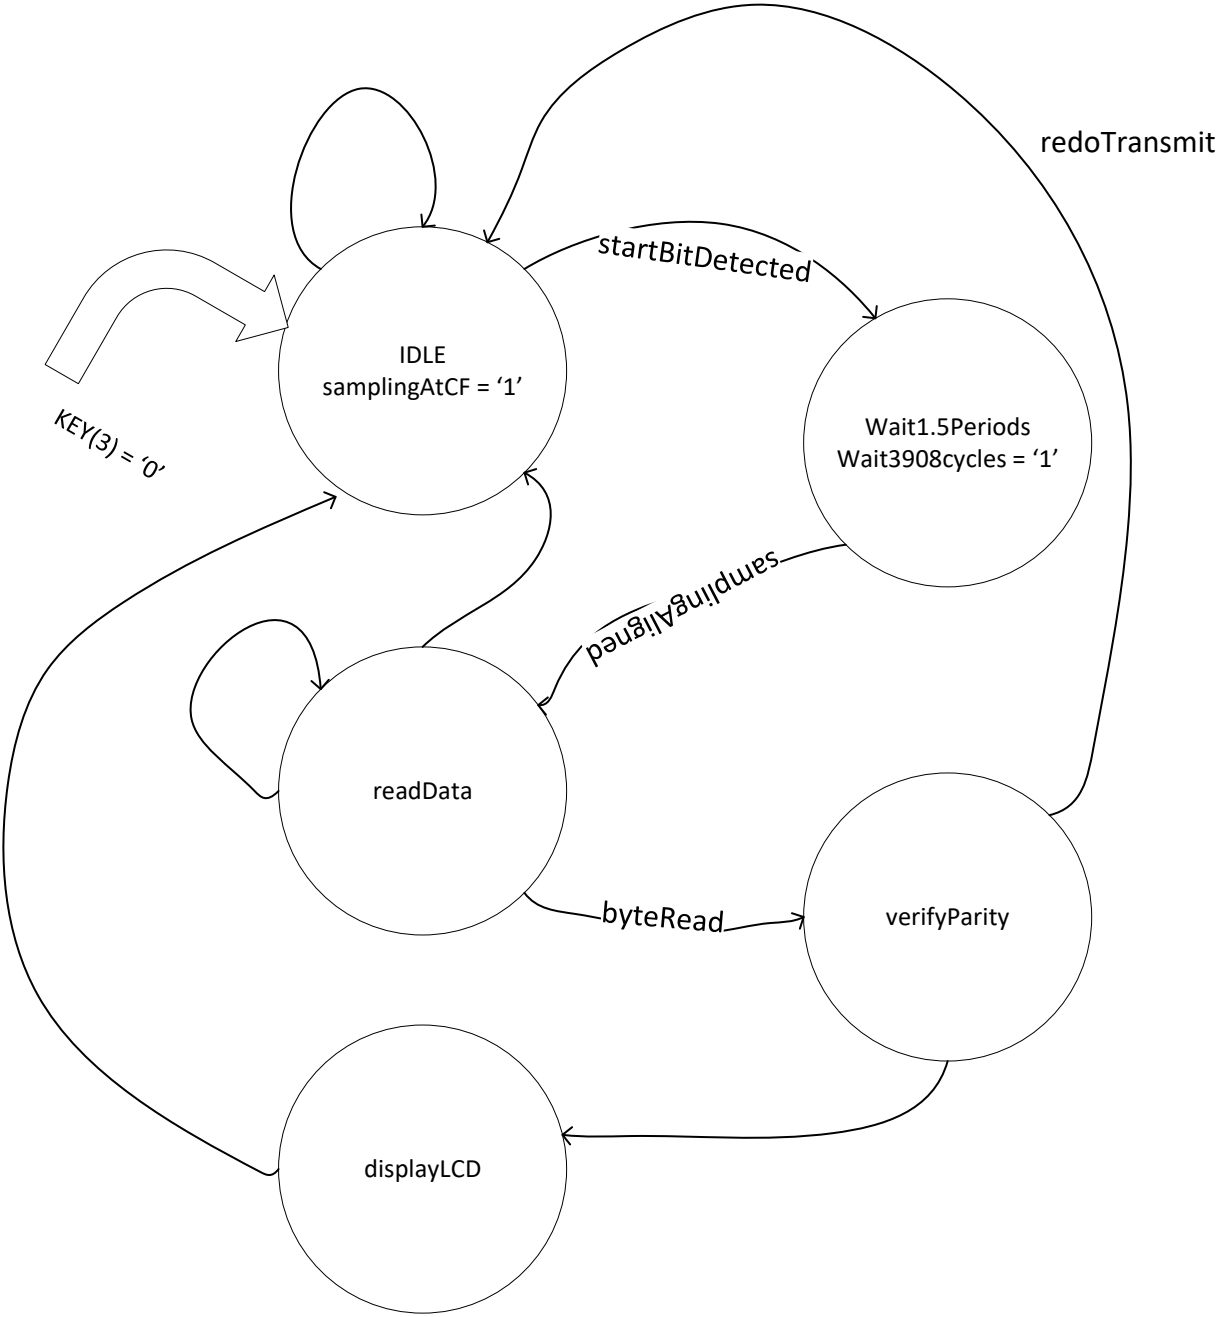 redoTransmit
startBitDetected
IDLE
samplingAtCF = ‘1’
KEY(3) = ‘0’
Wait1.5Periods
Wait3908cycles = ‘1’
samplingAligned
readData
byteRead
verifyParity
displayLCD